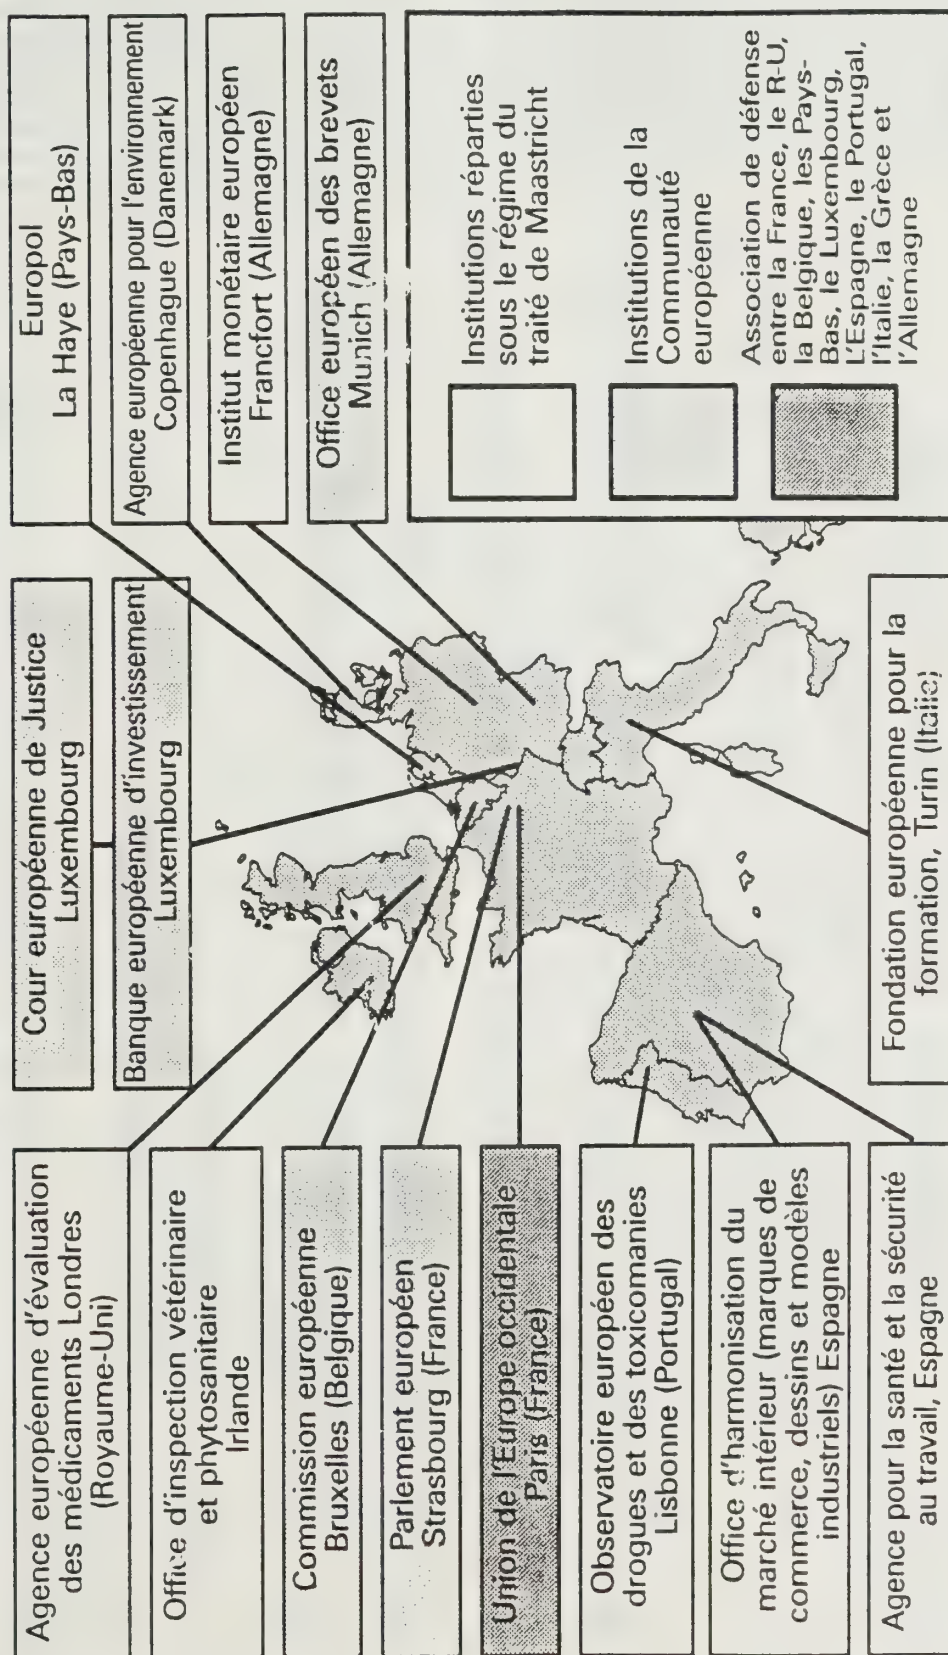 Agence européenne d'évaluation
des médicaments Londres
(Royaume-Uni)
Office d'inspection vétérinaire
et phytosanitaire
Irlande
Commission européenne
Bruxelles (Belgique)
Parlement européen
Strasbourg (France)
Union de l'Europe occidentale
Paris (France)
Observatoire européen des
drogues et des toxicomanies
Lisbonne (Portugal)
Office d'harmonisation du
marché intérieur (marques de
commerce, dessins et modèles
industriels) Espagne
Agence pour la santé et la sécurité
au travail, Espagne
Cour européenne de Justice
Luxembourg
Banque européenne d'investissement
Luxembourg
Fondation européenne pour la
formation, Turin (Italie)
Europol
La Haye (Pays-Bas)
Agence européenne pour l'environnement
Copenhague (Danemark)
Institut monétaire européen
Francfort (Allemagne)
Office européen des brevets
Munich (Allemagne)
Institutions réparties
sous le régime du
traité de Maastricht
Institutions de la
Communauté
européenne
Association de défense
entre la France, le R-U,
la Belgique, les Pays-
Bas, le Luxembourg,
L'Espagne, le Portugal,
l'Italie, la Grèce et
l'Allemagne